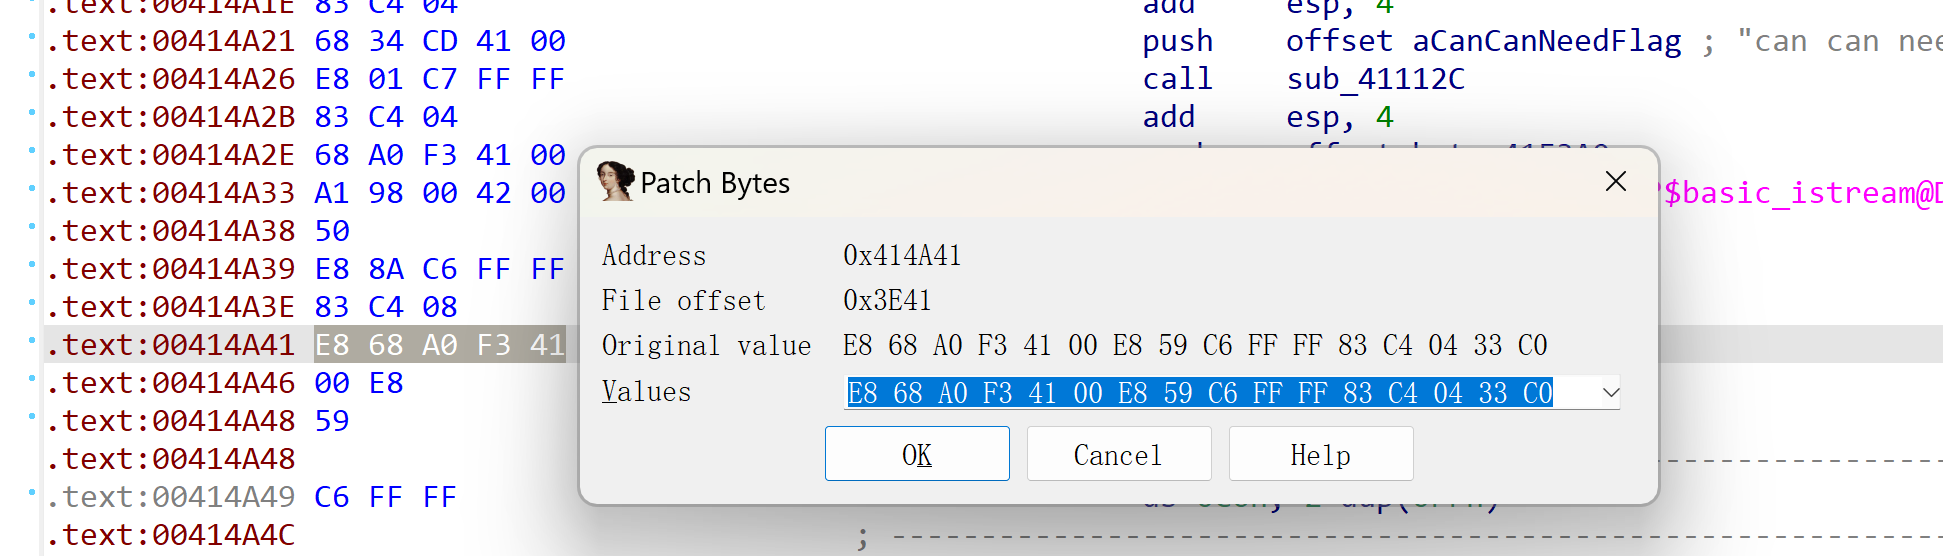 .text:00414A1E 83 C4 04 add esp, 4
.text:00414A21 68 34 CD 41 00 push offset aCanCanNeedFlag ; "can can nee
.text:00414A26 E8 01 C7 FF FF call sub_41112C
.text:00414A2B 83 C4 04 add esp, 4
.text:00414A2E 68 A0 F3 41 00
.text:00414A33 A1 98 00 42 00 ?$basic_istream@D
.text:00414A38 50
.text:00414A39 E8 8A C6 FF FF
.text:00414A3E 83 C4 08
.text:00414A41 E8 68 A0 F3 41
.text:00414A46 00 E8
.text:00414A48 59
.text:00414A48
.text:00414A49 C6 FF FF
.text:00414A4C ; ----------------------------------------
Patch Bytes
Address 0x414A41
File offset 0x3E41
Original value E8 68 A0 F3 41 00 E8 59 C6 FF FF 83 C4 04 33 C0
Values E8 68 A0 F3 41 00 E8 59 C6 FF FF 83 C4 04 33 C0
OK Cancel Help